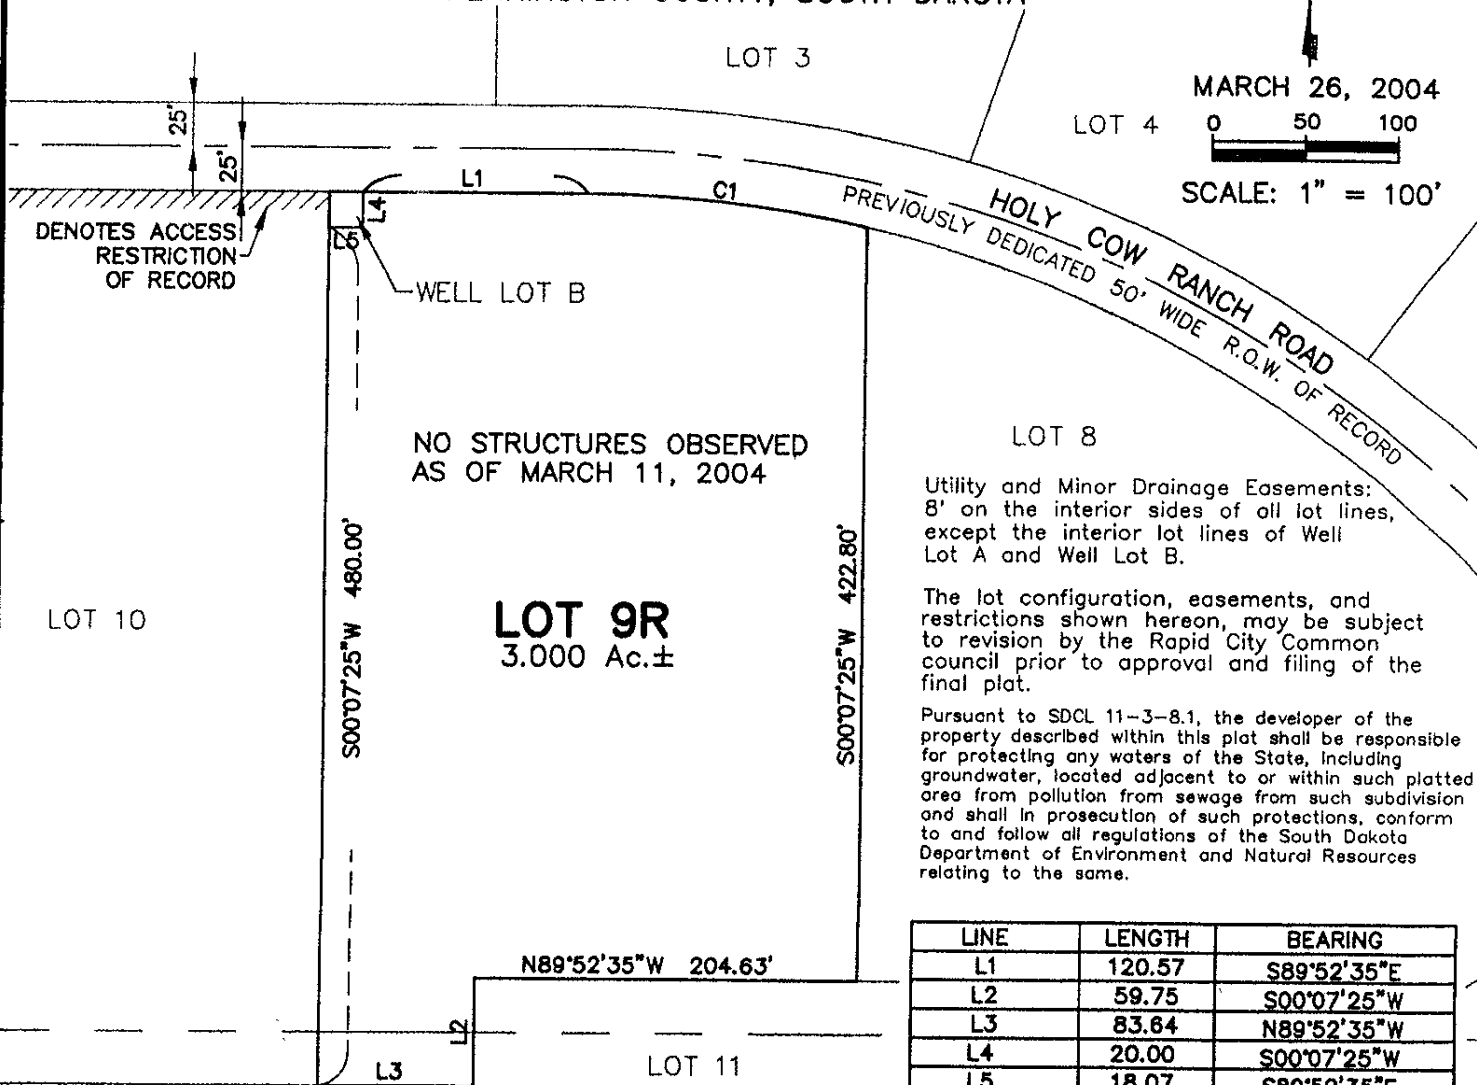 COUNTY, SOUTH DAKOTA
LOT 3
MARCH 26, 2004
LOT 4
0 50 100
SCALE: 1" = 100'
25'
25'
L1
C1
L4
L5
PREVIOUSLY DEDICATED 50' WIDE R.O.W. OF RECORD
HOLY COW RANCH ROAD
DENOTES ACCESS
RESTRICTION
OF RECORD
WELL LOT B
NO STRUCTURES OBSERVED
AS OF MARCH 11, 2004
LOT 8
Utility and Minor Drainage Easements:
8' on the interior sides of all lot lines,
except the interior lot lines of Well
Lot A and Well Lot B.
S00°07'25"W 480.00'
S00°07'25"W 422.80'
LOT 10
LOT 9R
3.000 Ac.±
The lot configuration, easements, and
restrictions shown hereon, may be subject
to revision by the Rapid City Common
council prior to approval and filing of the
final plat.
Pursuant to SDCL 11-3-8.1, the developer of the
property described within this plat shall be responsible
for protecting any waters of the State, including
groundwater, located adjacent to or within such platted
area from pollution from sewage from such subdivision
and shall in prosecution of such protections, conform
to and follow all regulations of the South Dakota
Department of Environment and Natural Resources
relating to the same.
N89°52'35"W 204.63'
L2
L3
LOT 11
LINE LENGTH BEARING
L1 120.57 S89°52'35"E
L2 59.75 S00°07'25"W
L3 83.64 N89°52'35"W
L4 20.00 S00°07'25"W
L5 18.07 S89°52'35"E